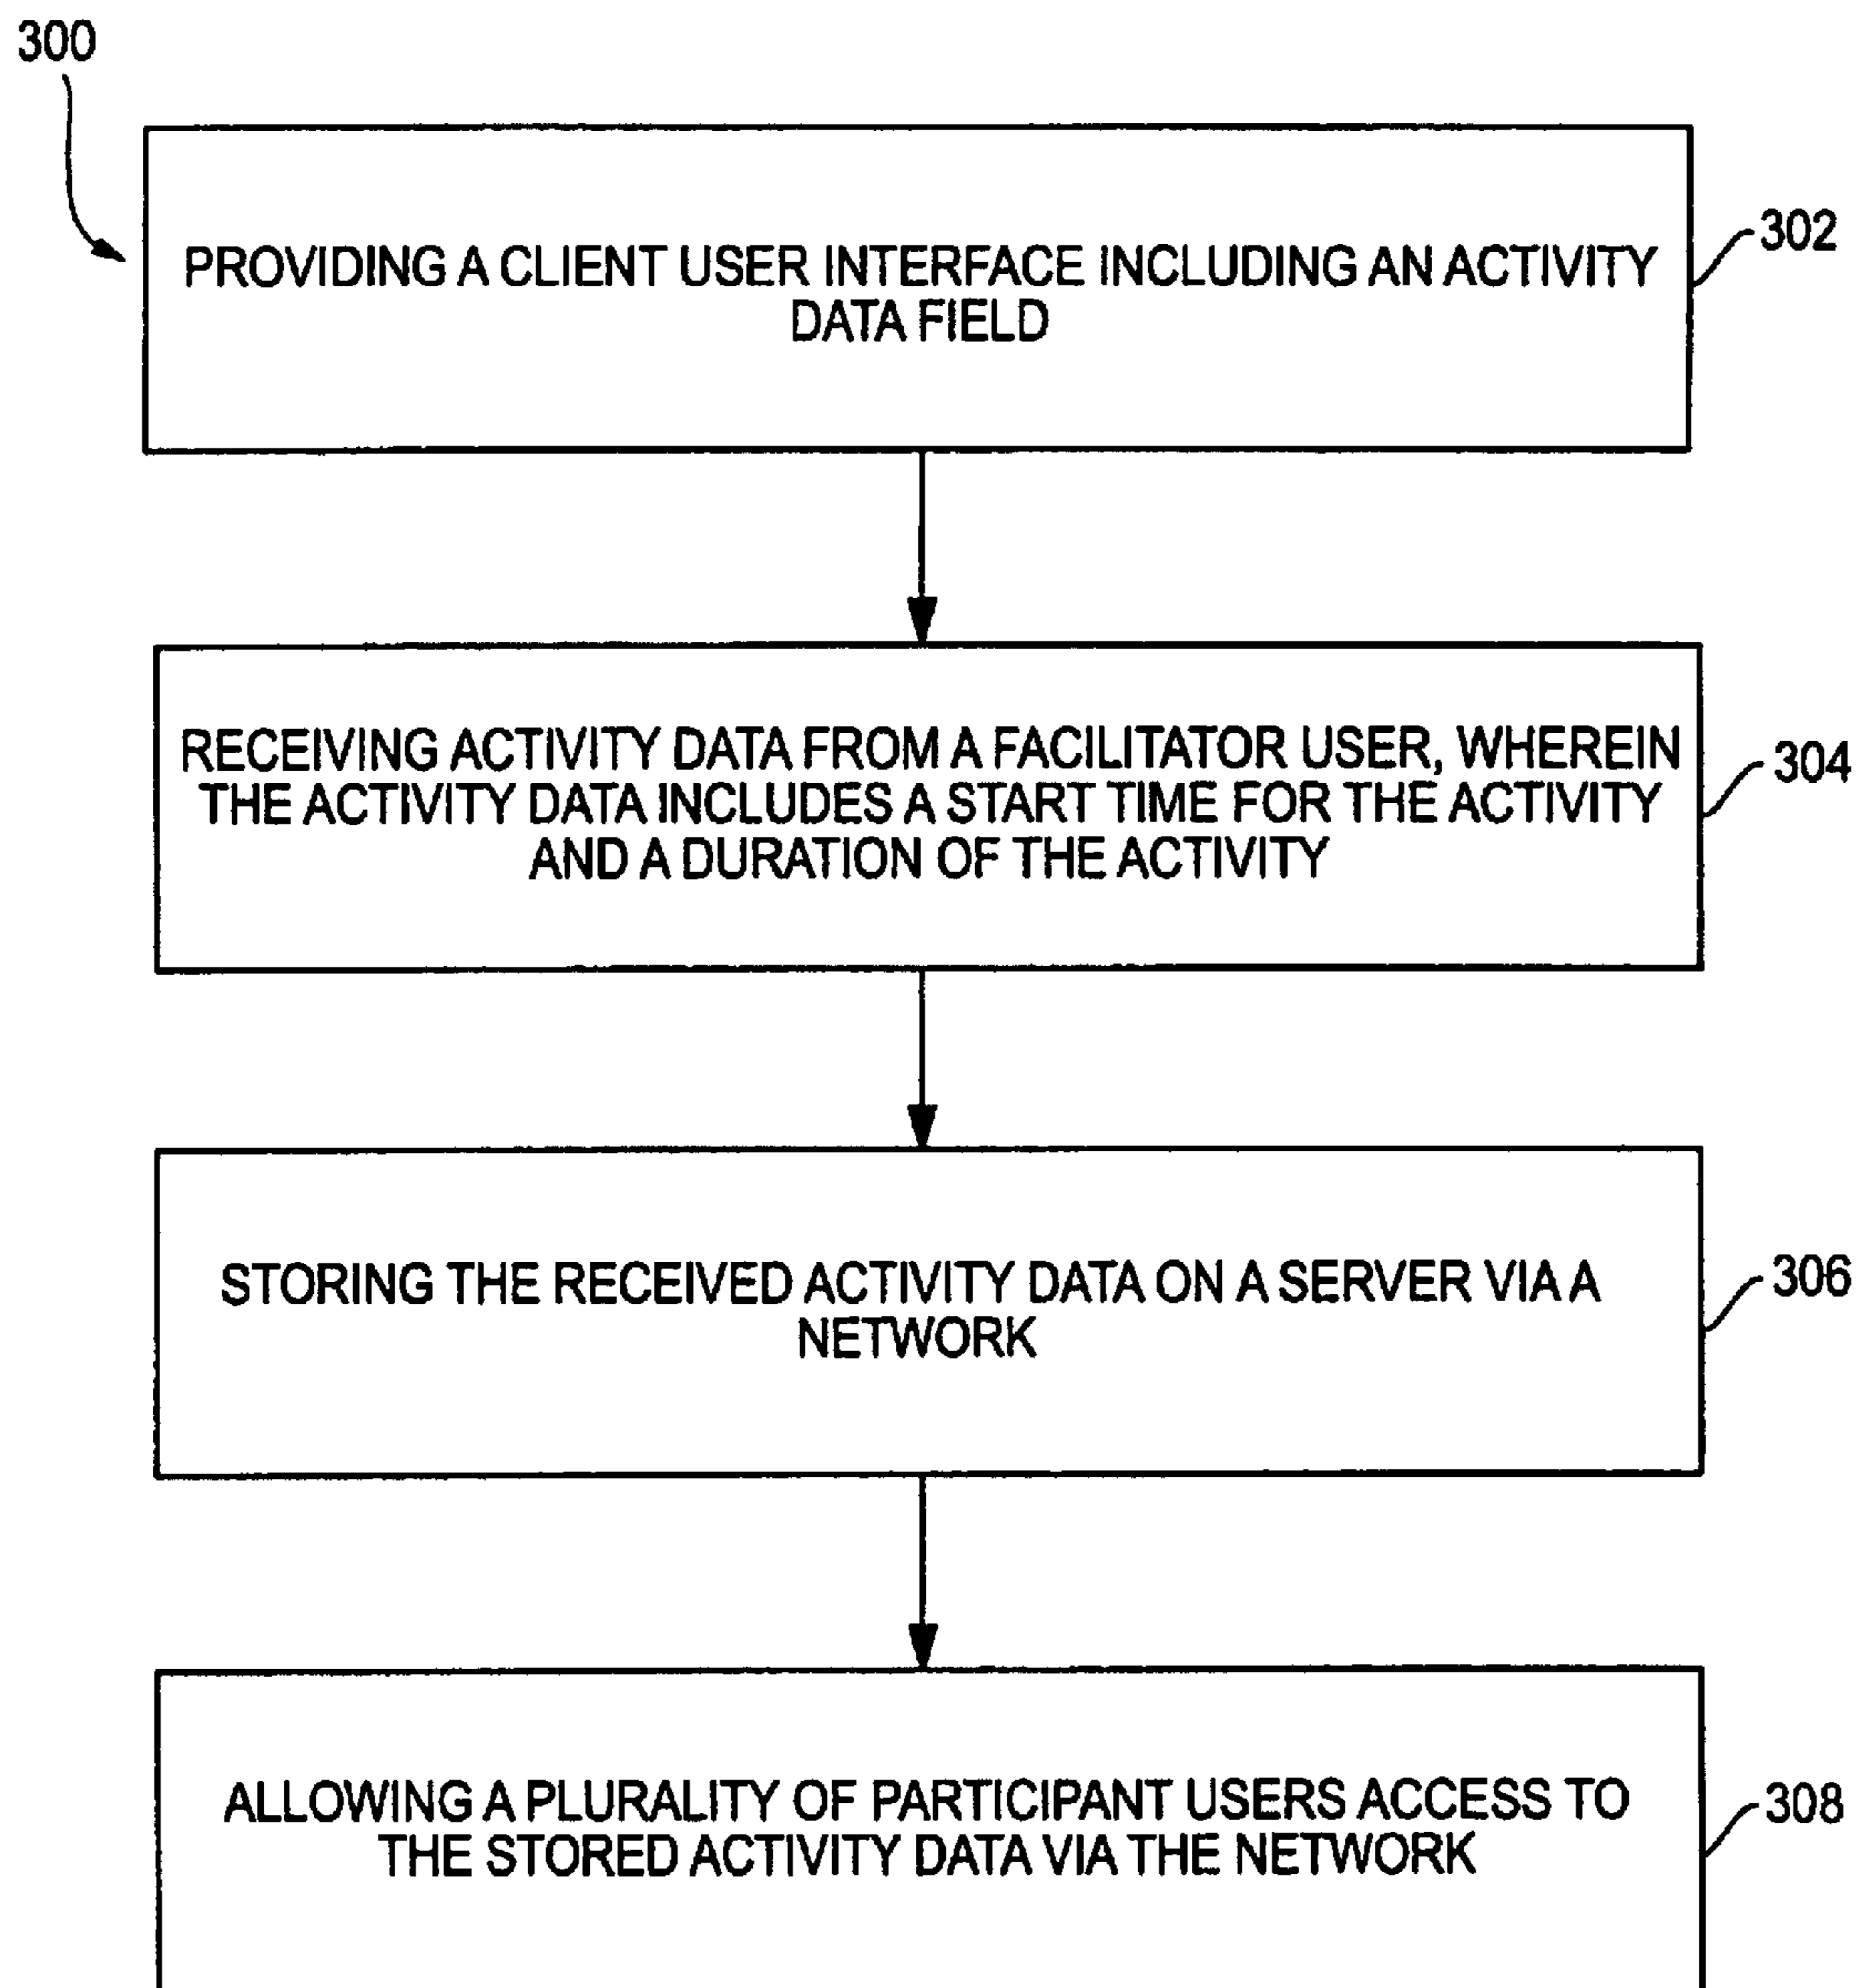 300
PROVIDING A CLIENT USER INTERFACE INCLUDING AN ACTIVITY
DATA FIELD
302
RECEIVING ACTIVITY DATA FROM A FACILITATOR USER, WHEREIN
THE ACTIVITY DATA INCLUDES A START TIME FOR THE ACTIVITY
AND A DURATION OF THE ACTIVITY
304
STORING THE RECEIVED ACTIVITY DATA ON A SERVER VIA A
NETWORK
306
ALLOWING A PLURALITY OF PARTICIPANT USERS ACCESS TO
THE STORED ACTIVITY DATA VIA THE NETWORK
308